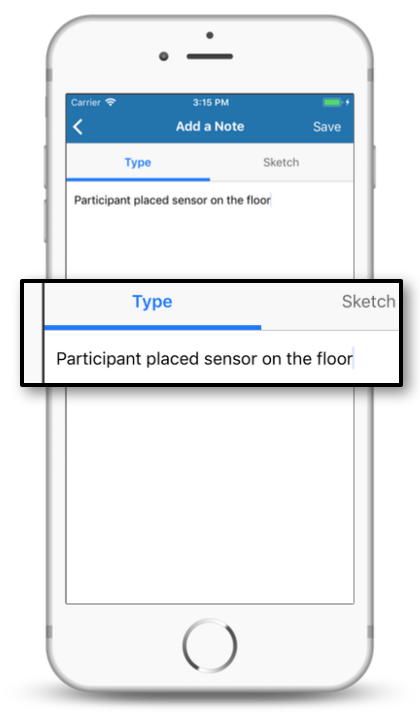 Carrier 3:15 PM
Add a Note Save
Type Sketch
Participant placed sensor on the floor
Type Sketch
Participant placed sensor on the floor